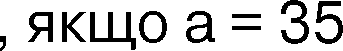 , якщо a = 35